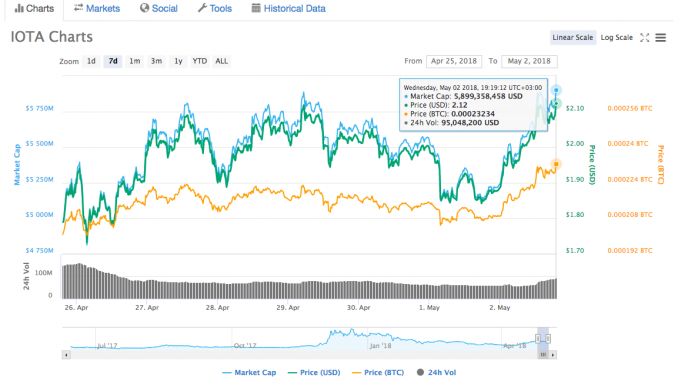 Charts Markets Social Tools Historical Data
IOTA Charts
Linear Scale Log Scale
Zoom 1d 7d 1m 3m 1y YTD ALL
From Apr 25, 2018 To May 2, 2018
Wednesday, May 02 2018, 19:19:12 UTC+03:00
Market Cap: 5,899,358,458 USD
Price (USD): 2.12
Price (BTC): 0.00023234
24h Vol: 95,048,200 USD
Market Cap
$5 750M
$5 500M
$5 250M
$5 000M
$4 750M
$2.10
$2.00
$1.90
$1.80
$1.70
Price (USD)
0.000256 BTC
0.00024 BTC
0.000224 BTC
0.000208 BTC
0.000192 BTC
Price (BTC)
24h Vol
100M
0
26. Apr 27. Apr 28. Apr 29. Apr 30. Apr 1. May 2. May
Jul '17 Oct '17 Jan '18 Apr '18
Market Cap Price (USD) Price (BTC) 24h Vol